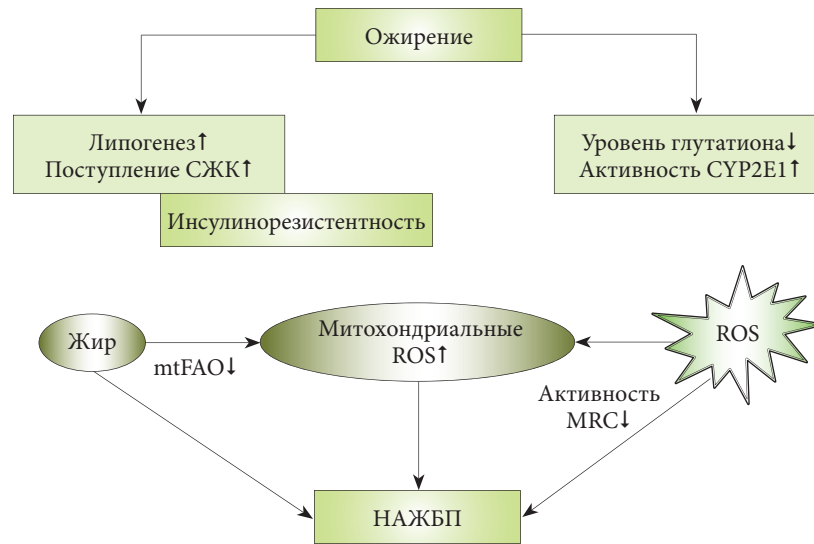 Ожирение
Липогенез↑
Поступление СЖК↑
Уровень глутатиона↓
Активность CYP2E1↑
Инсулинорезистентность
Жир
mtFAO↓
Митохондриальные
ROS↑
ROS
Активность
MRC↓
НАЖБП